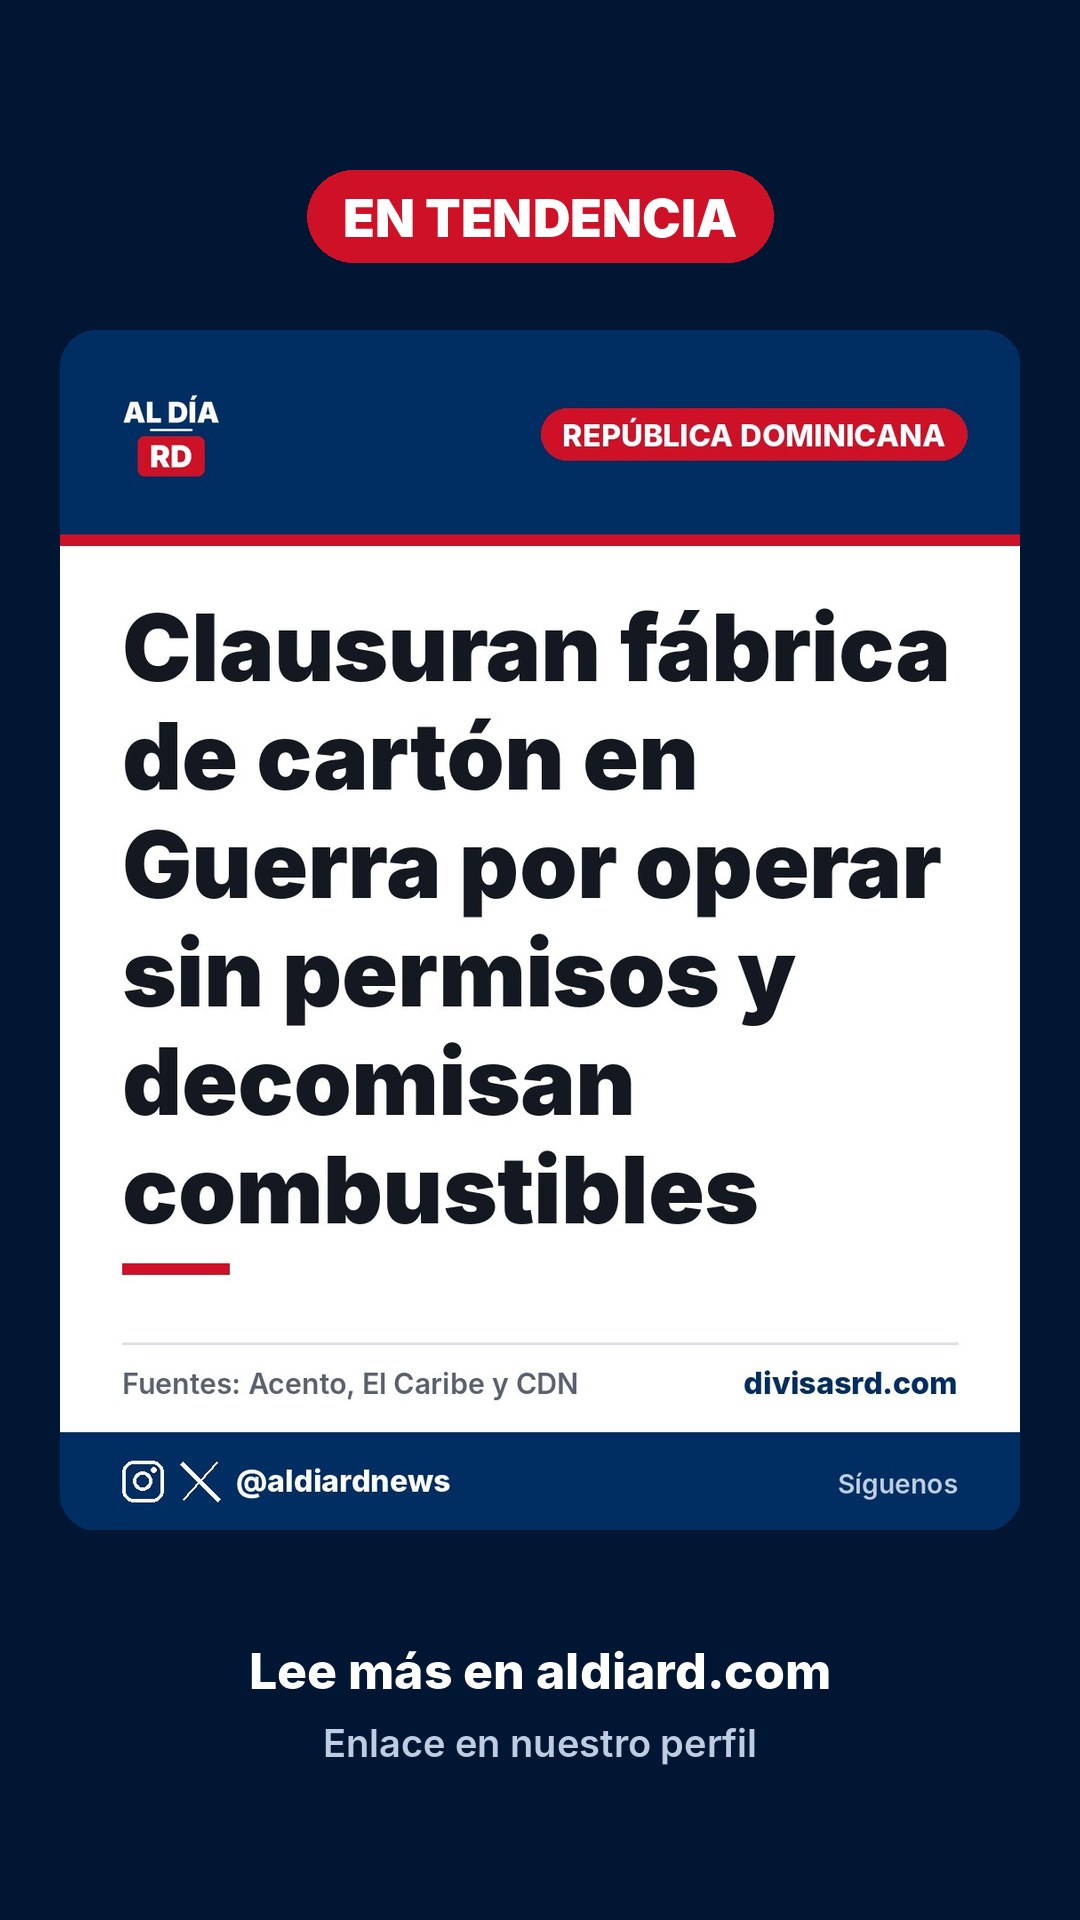 EN TENDENCIA
AL DÍA
RD
REPÚBLICA DOMINICANA
Clausuran fábrica
de cartón en
Guerra por operar
sin permisos y
decomisan
combustibles
Fuentes: Acento, El Caribe y CDN
divisasrd.com
@aldiardnews
Síguenos
Lee más en aldiard.com
Enlace en nuestro perfil